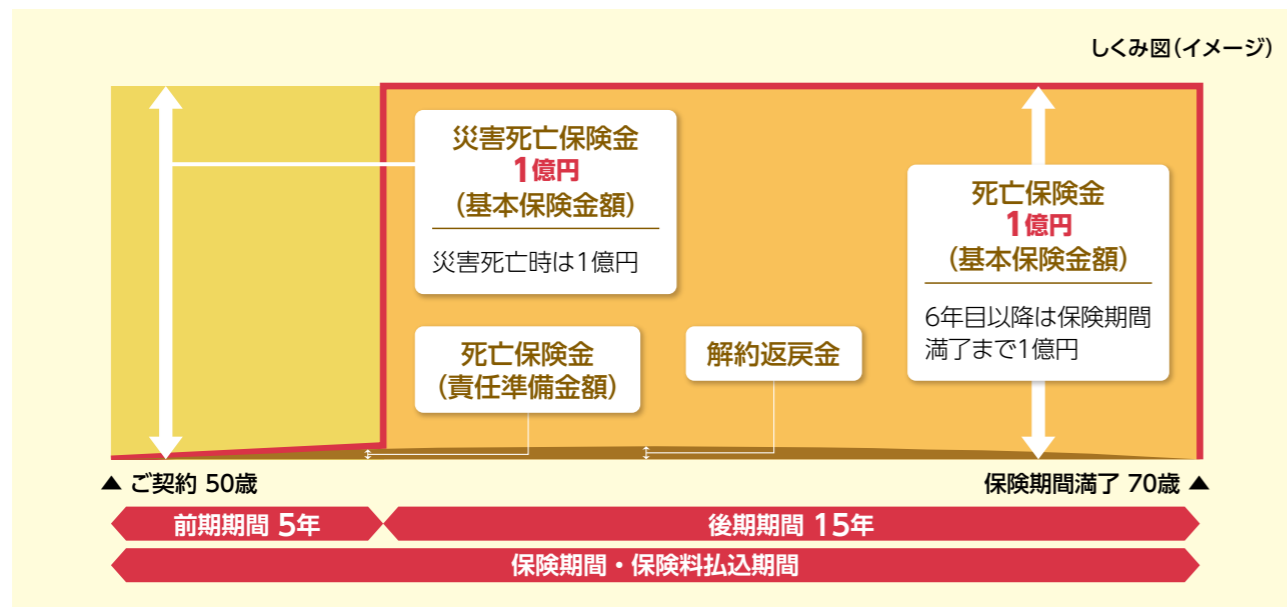 しくみ図(イメージ)
災害死亡保険金
1億円
(基本保険金額)
災害死亡時は1億円
死亡保険金
1億円
(基本保険金額)
6年目以降は保険期間
満了まで1億円
死亡保険金
(責任準備金額)
解約返戻金
▲ ご契約 50歳
保険期間満了 70歳 ▲
前期期間 5年
後期期間 15年
保険期間・保険料払込期間